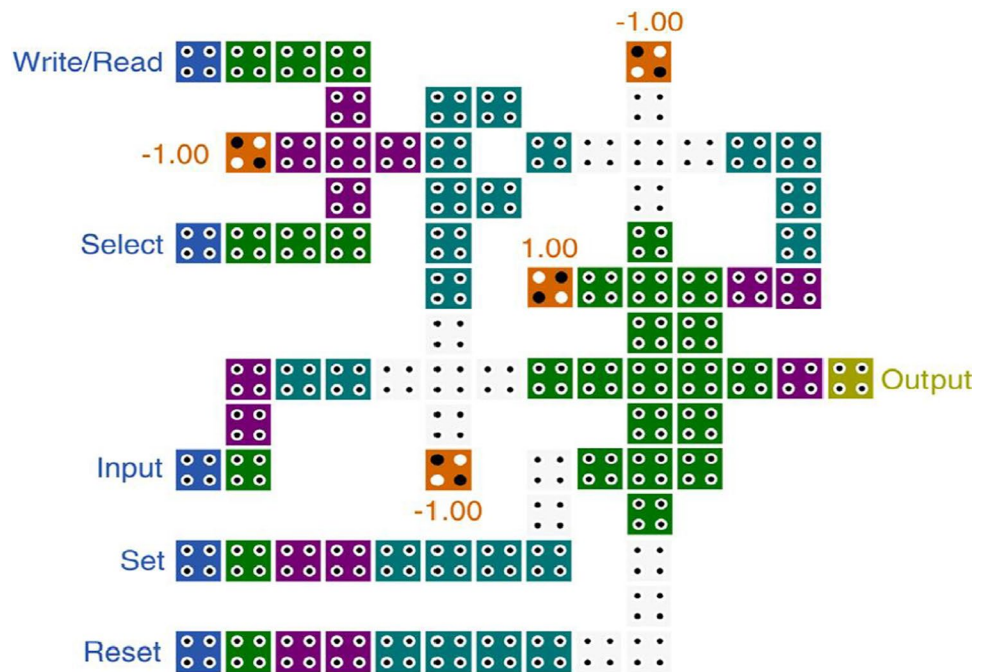 -1.00
Write/Read
-1.00
Select
1.00
Output
Input
-1.00
Set
Reset